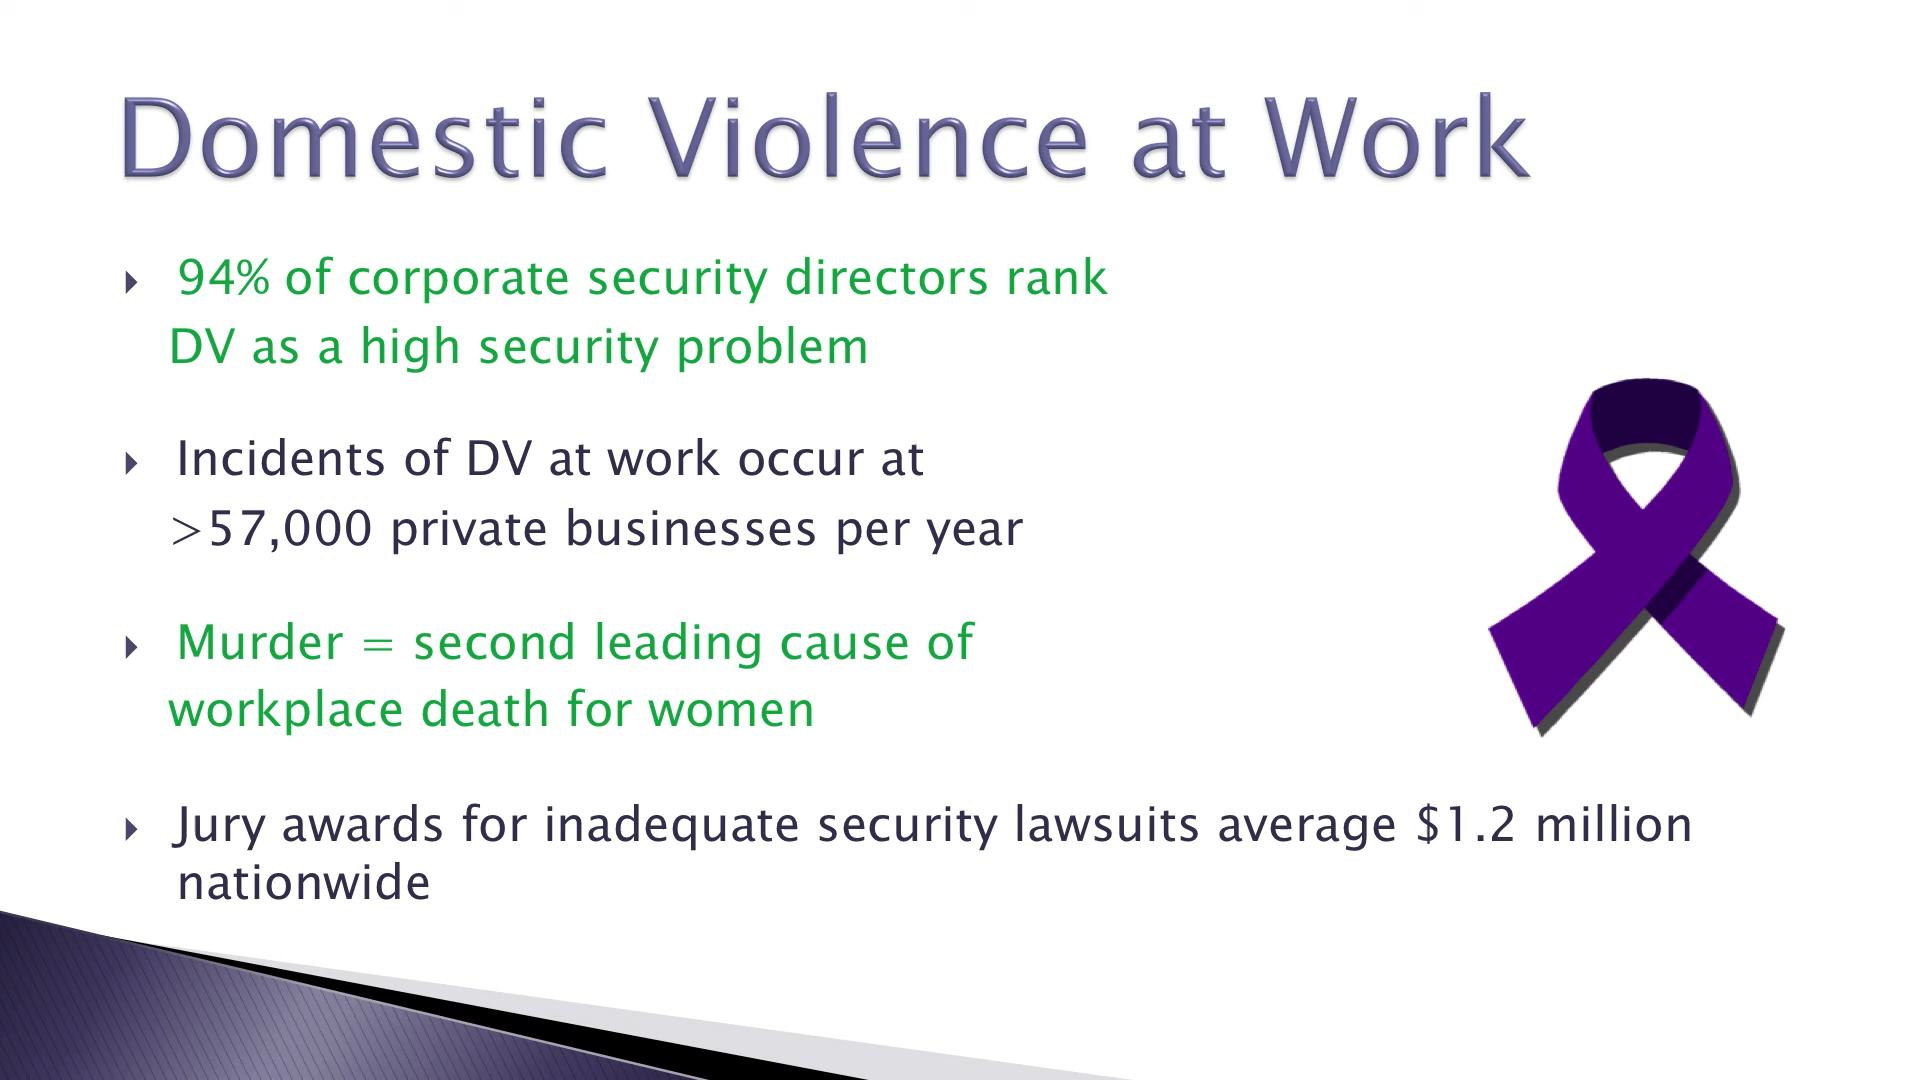 Domestic Violence at Work
94% of corporate security directors rank
DV as a high security problem
Incidents of DV at work occur at
>57,000 private businesses per year
Murder = second leading cause of
workplace death for women
Jury awards for inadequate security lawsuits average $1.2 million
nationwide